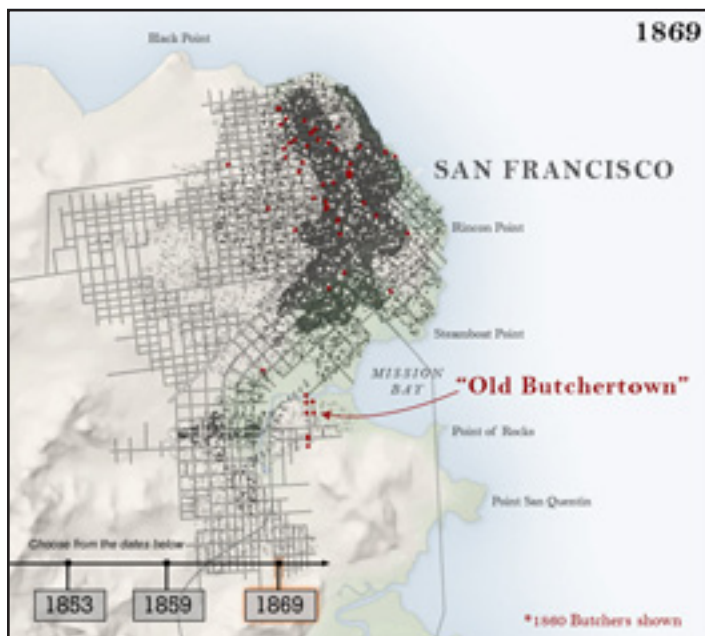 1869
Black Point
SAN FRANCISCO
Rincon Point
Steamboat Point
MISSION
BAY
"Old Butchertown"
Point of Rocks
Point San Quentin
Choose from the dates below
1853
1859
1869
*1860 Butchers shown